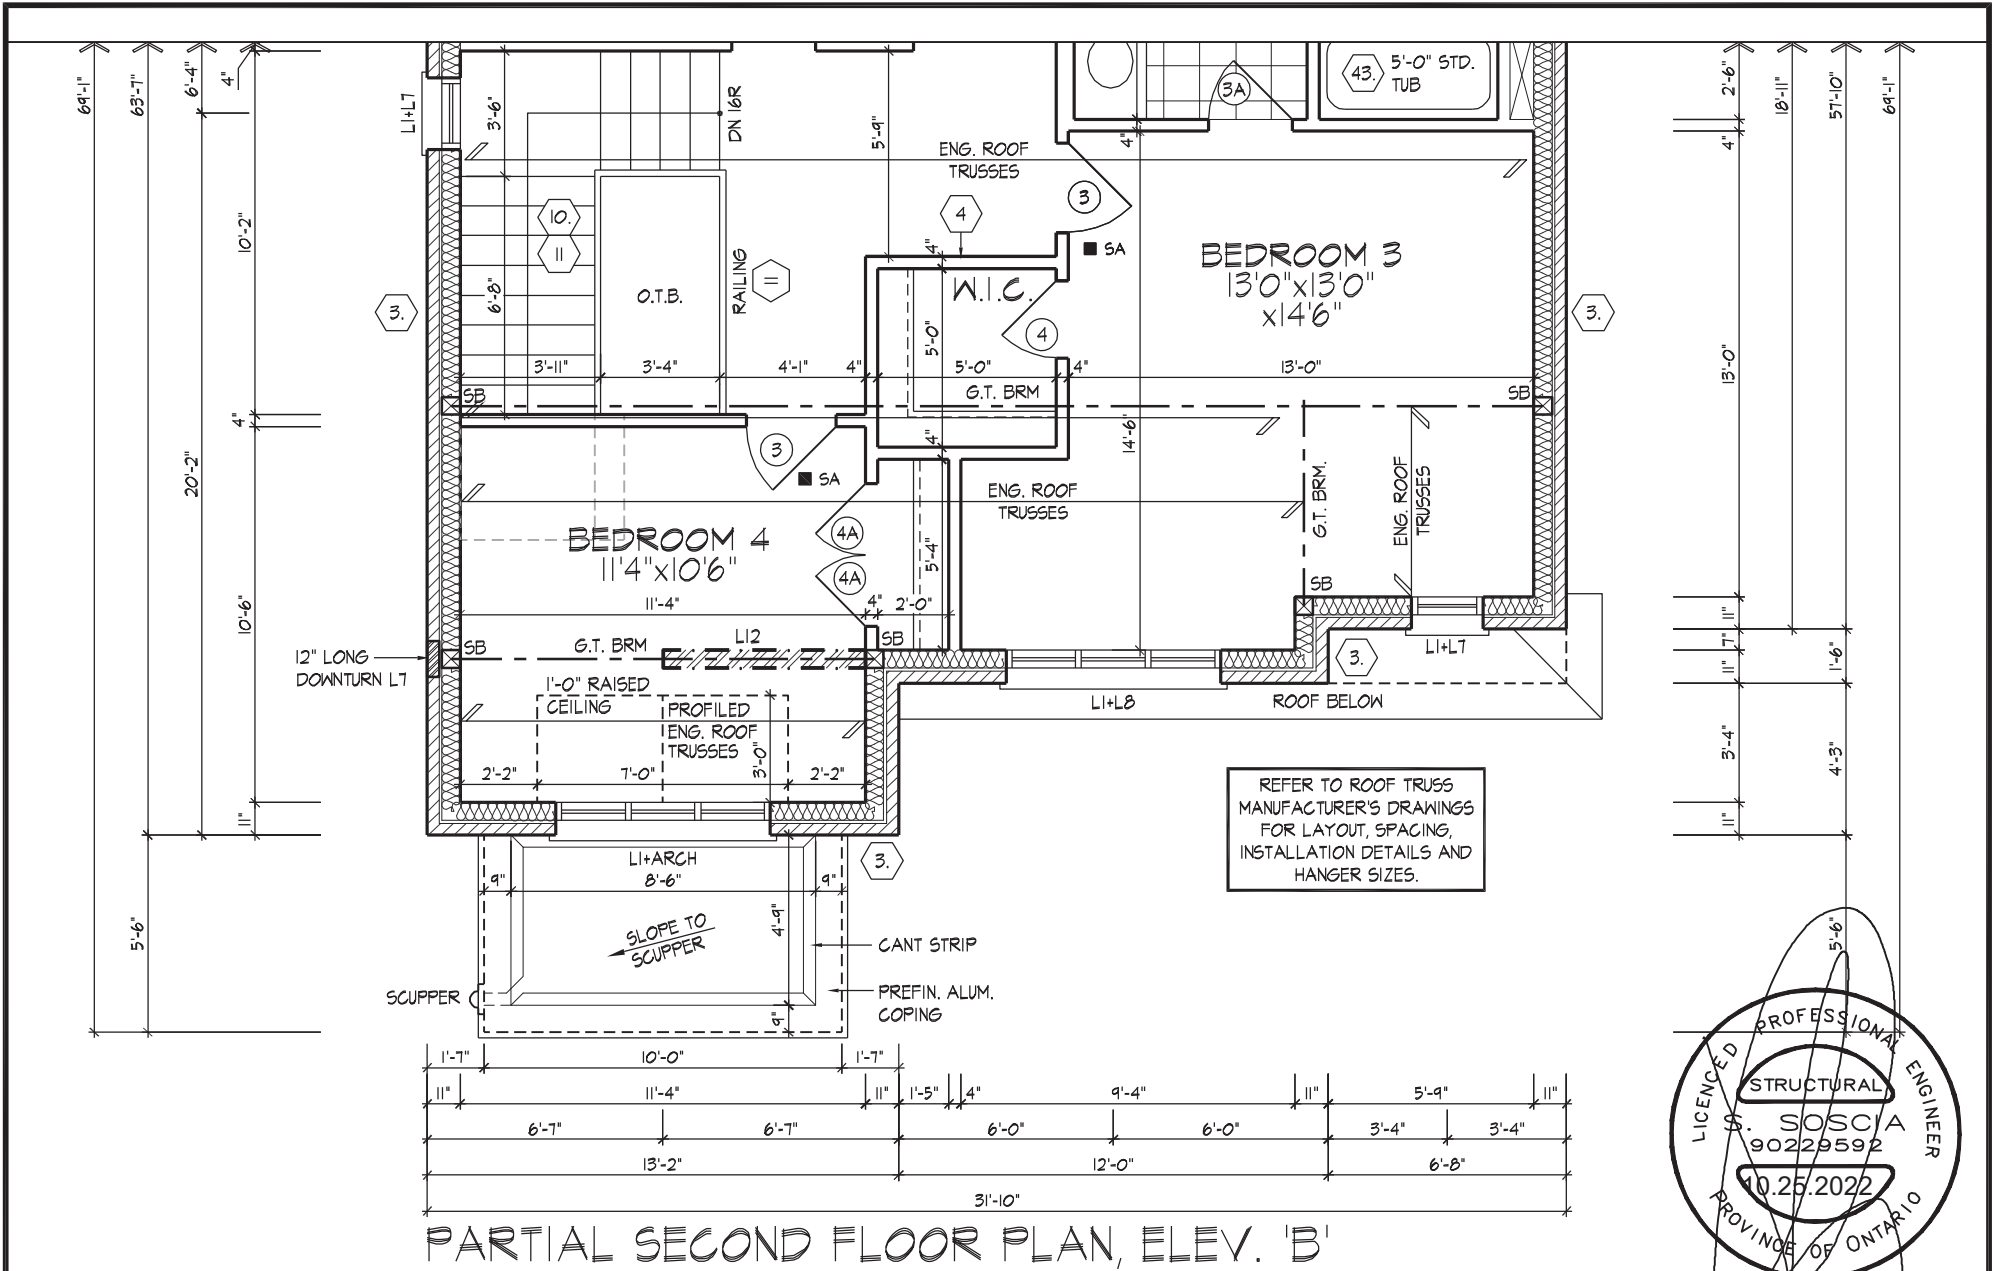 69'-1"
63'-7"
6'-4"
4"
10'-2"
20'-2"
4"
10'-6"
11"
5'-6"
L1+L7
3'-6"
DN 16R
5'-9"
3A
43.
5'-0" STD.
TUB
4"
ENG. ROOF
TRUSSES
3
4
SA
10.
11
RAILING
11
O.T.B.
6'-8"
4"
W.I.C.
BEDROOM 3
13'0"x13'0"
x14'6"
3.
3.
4
5'-0"
3'-11"
3'-4"
4'-1"
4"
5'-0"
4"
13'-0"
SB
G.T. BRM
SB
3
SA
4"
14'-6"
ENG. ROOF
TRUSSES
G.T. BRM.
ENG. ROOF
TRUSSES
BEDROOM 4
11'4"x10'6"
4A
4A
5'-4"
SB
11'-4"
4"
2'-0"
12" LONG
DOWNTURN L7
SB
G.T. BRM
L12
SB
3.
L1+L7
1'-0" RAISED
CEILING
PROFILED
ENG. ROOF
TRUSSES
3'-0"
L1+L8
ROOF BELOW
2'-2"
7'-0"
2'-2"
REFER TO ROOF TRUSS
MANUFACTURER'S DRAWINGS
FOR LAYOUT, SPACING,
INSTALLATION DETAILS AND
HANGER SIZES.
L1+ARCH
3.
9"
8'-6"
9"
4'-9"
SLOPE TO
SCUPPER
CANT STRIP
SCUPPER
PREFIN. ALUM.
COPING
9"
2'-6"
18'-11"
57'-10"
69'-1"
4"
13'-0"
11"
7"
11"
1'-6"
3'-4"
4'-3"
11"
5'-6"
1'-7"
10'-0"
1'-7"
11"
11'-4"
11"
1'-5"
4"
9'-4"
11"
5'-9"
11"
6'-7"
6'-7"
6'-0"
6'-0"
3'-4"
3'-4"
13'-2"
12'-0"
6'-8"
31'-10"
PARTIAL SECOND FLOOR PLAN, ELEV. 'B'
LICENCED PROFESSIONAL ENGINEER
STRUCTURAL
S. SOSCIA
90229592
10.25.2022
PROVINCE OF ONTARIO